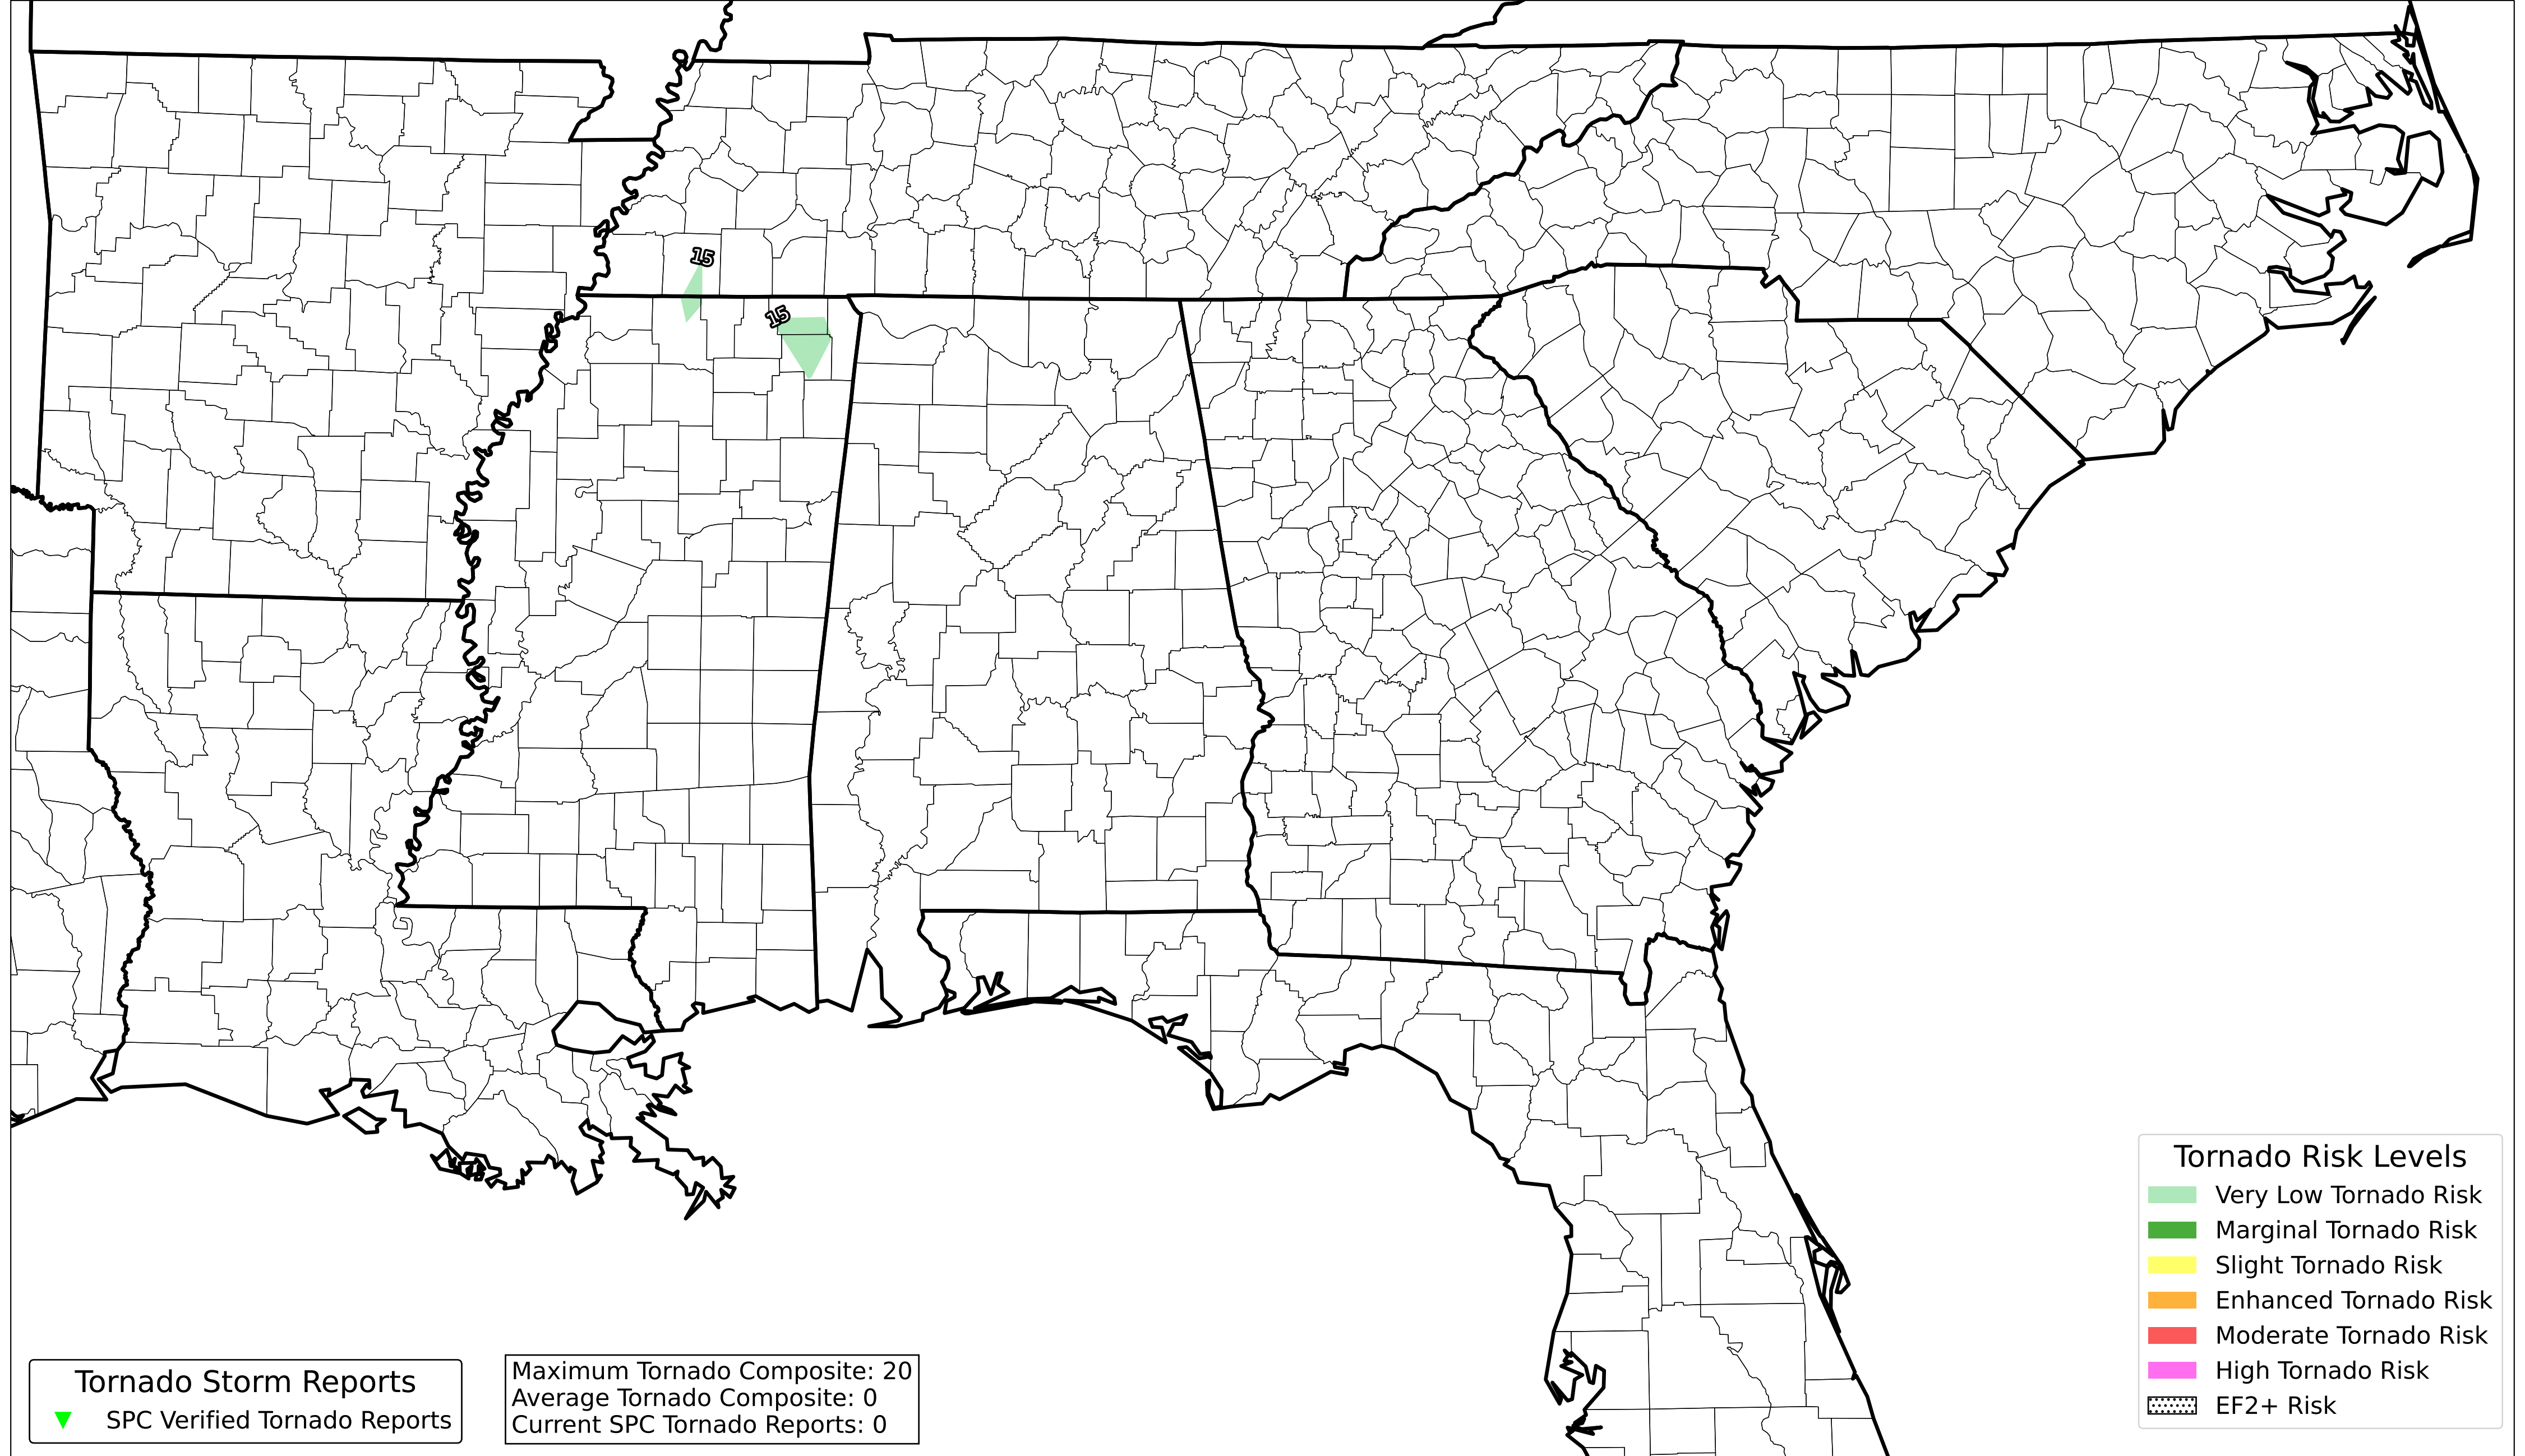 15
15
Tornado Risk Levels
Very Low Tornado Risk
Marginal Tornado Risk
Slight Tornado Risk
Enhanced Tornado Risk
Moderate Tornado Risk
High Tornado Risk
EF2+ Risk
Tornado Storm Reports
SPC Verified Tornado Reports
Maximum Tornado Composite: 20
Average Tornado Composite: 0
Current SPC Tornado Reports: 0